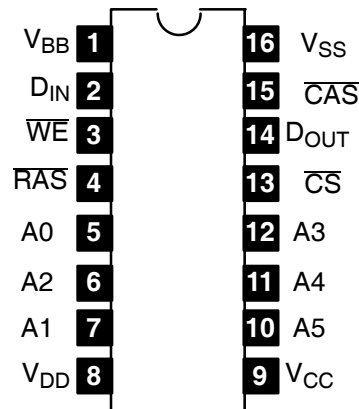 VBB 1 16 VSS
DIN 2 15 CAS
WE 3 14 DOUT
RAS 4 13 CS
A0 5 12 A3
A2 6 11 A4
A1 7 10 A5
VDD 8 9 VCC